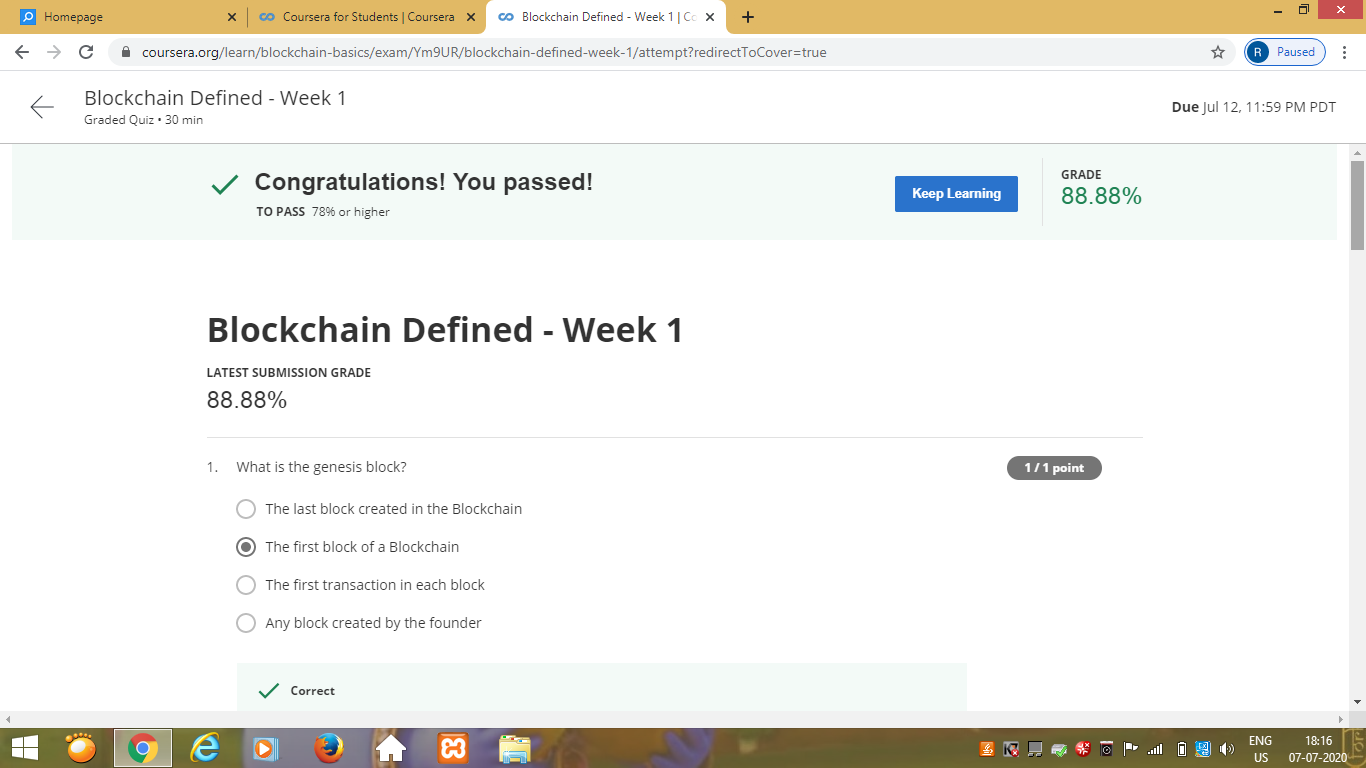 Homepage
Coursera for Students | Coursera
Blockchain Defined - Week 1 | Co
coursera.org/learn/blockchain-basics/exam/Ym9UR/blockchain-defined-week-1/attempt?redirectToCover=true
R Paused
Blockchain Defined - Week 1
Graded Quiz • 30 min
Due Jul 12, 11:59 PM PDT
Congratulations! You passed!
TO PASS 78% or higher
Keep Learning
GRADE
88.88%
Blockchain Defined - Week 1
LATEST SUBMISSION GRADE
88.88%
1. What is the genesis block?
1 / 1 point
The last block created in the Blockchain
The first block of a Blockchain
The first transaction in each block
Any block created by the founder
Correct
ENG
US
18:16
07-07-2020